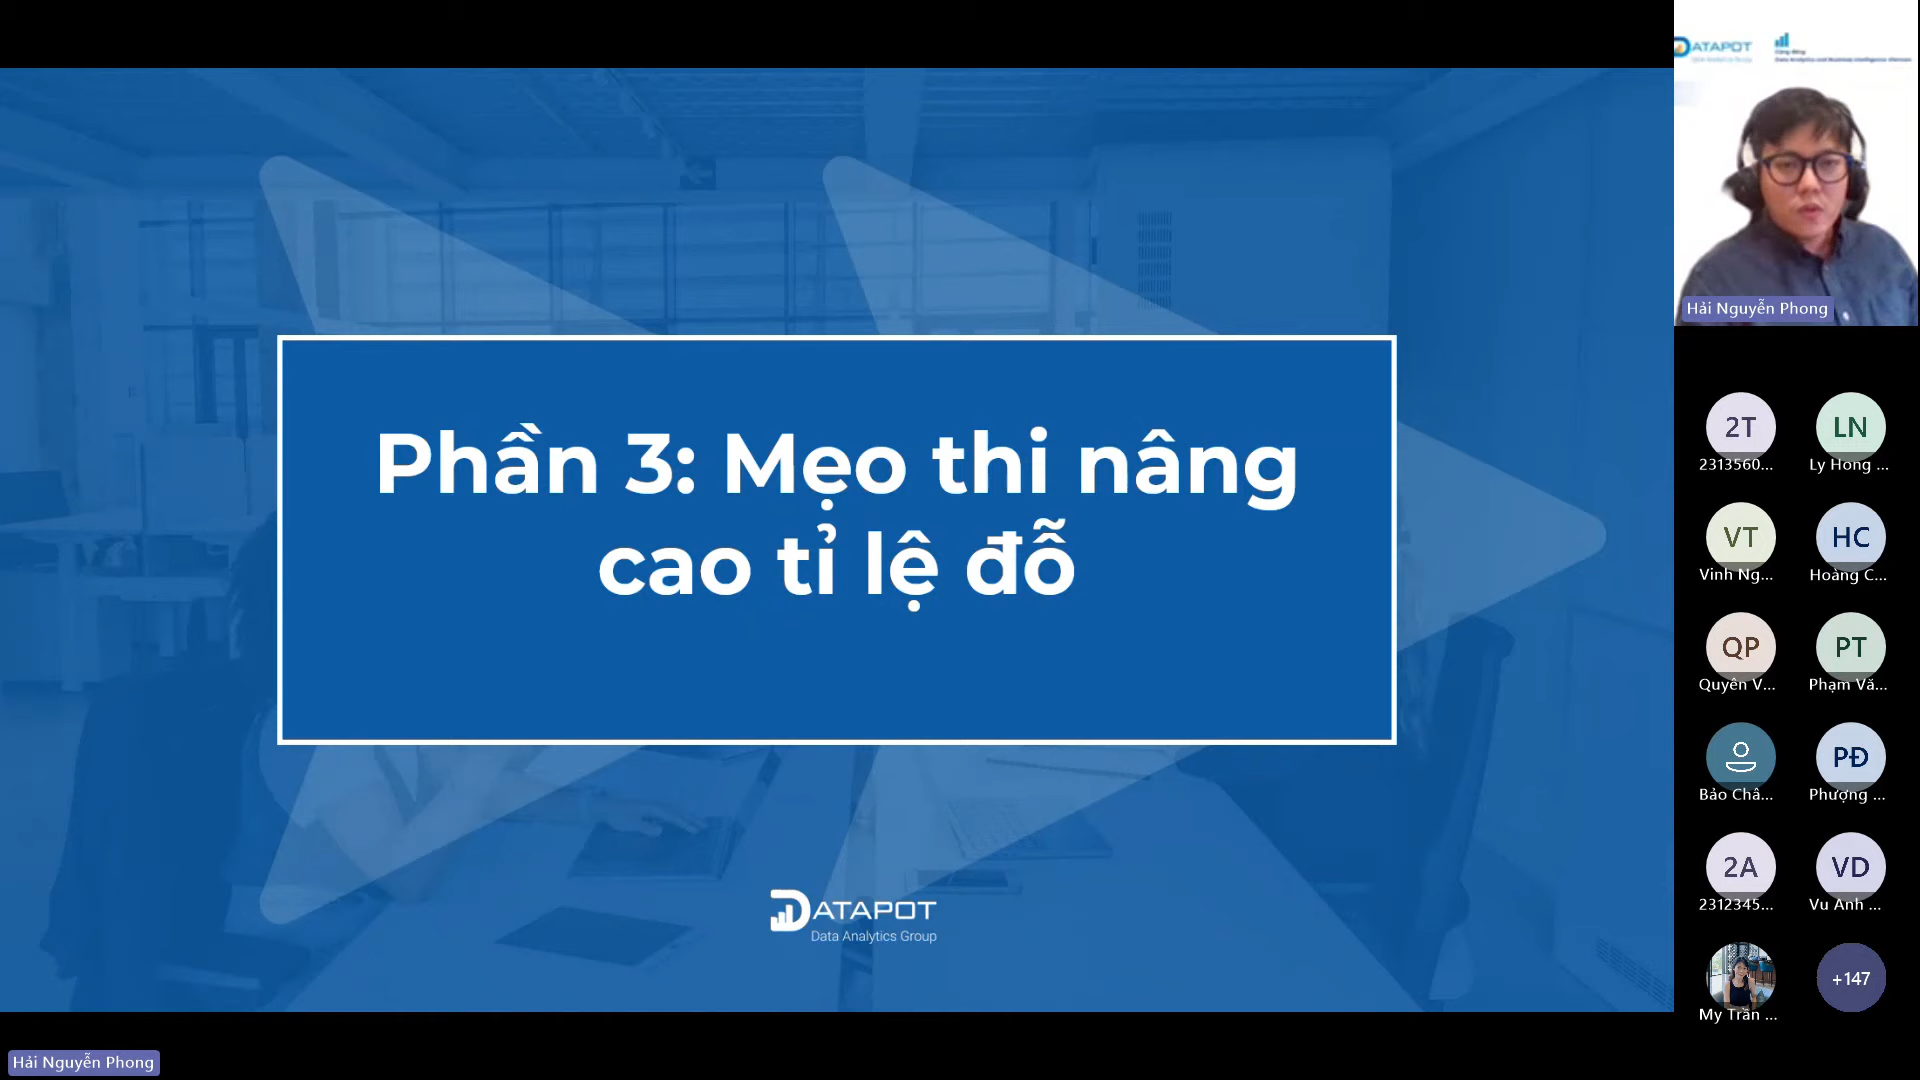 Phần 3: Mẹo thi nâng
cao tỉ lệ đỗ
DATAPOT
Data Analytics Group
Hải Nguyễn Phong
DATAPOT
Hải Nguyễn Phong
2T
LN
2313560...
Ly Hong ...
VT
HC
Vinh Ng...
Hoàng C...
QP
PT
Quyên V...
Phạm Vă...
PĐ
Bảo Châ...
Phượng ...
2A
VD
2312345...
Vu Anh ...
+147
My Trần ...